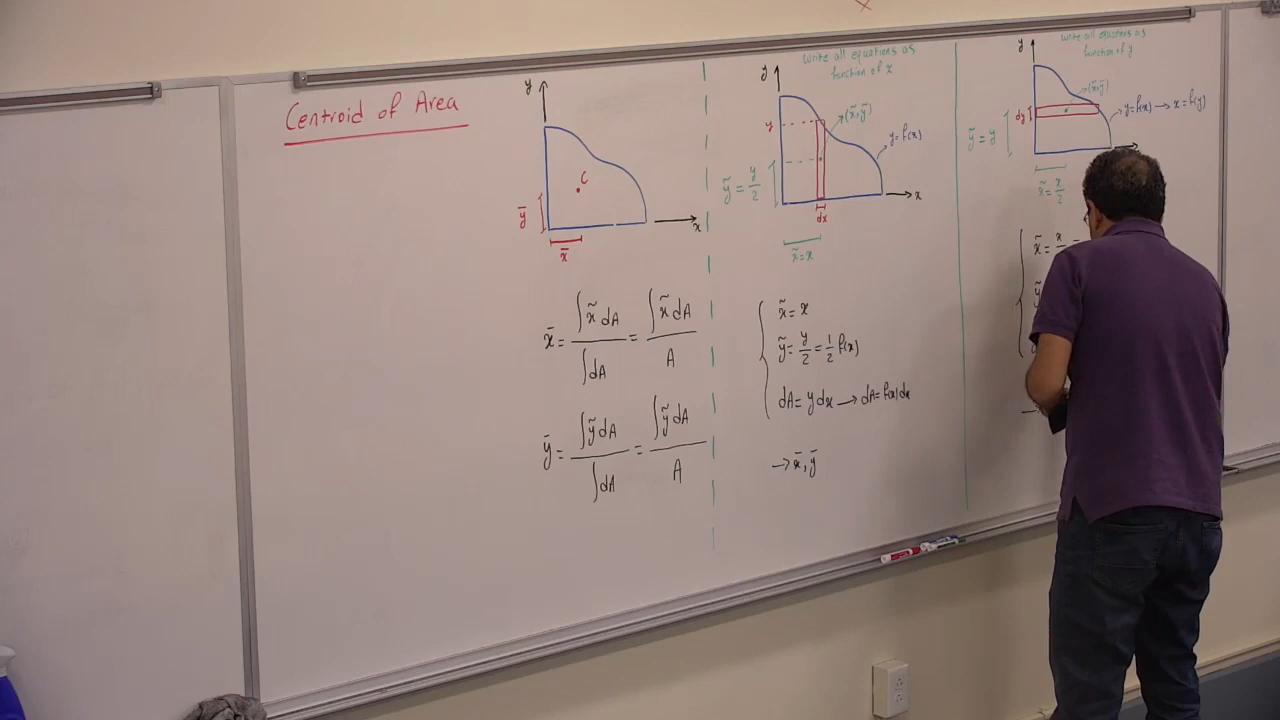 Centroid of Area
y
C
ȳ
x̄
x
x̄ = ∫x̃ dA / ∫dA = ∫x̃ dA / A
ȳ = ∫ỹ dA / ∫dA = ∫ỹ dA / A
write all equations as
function of x
y
(x̃,ỹ)
y
y=f(x)
ỹ = y/2
x
dx
x̃=x
x̃ = x
ỹ = y/2 = 1/2 f(x)
dA = y dx → dA = f(x) dx
→ x̄, ȳ
write all equations as
function of y
y
(x̃,ỹ)
dy
y=f(x) → x=f(y)
ỹ = y
x̃ = x/2
x̃ = x